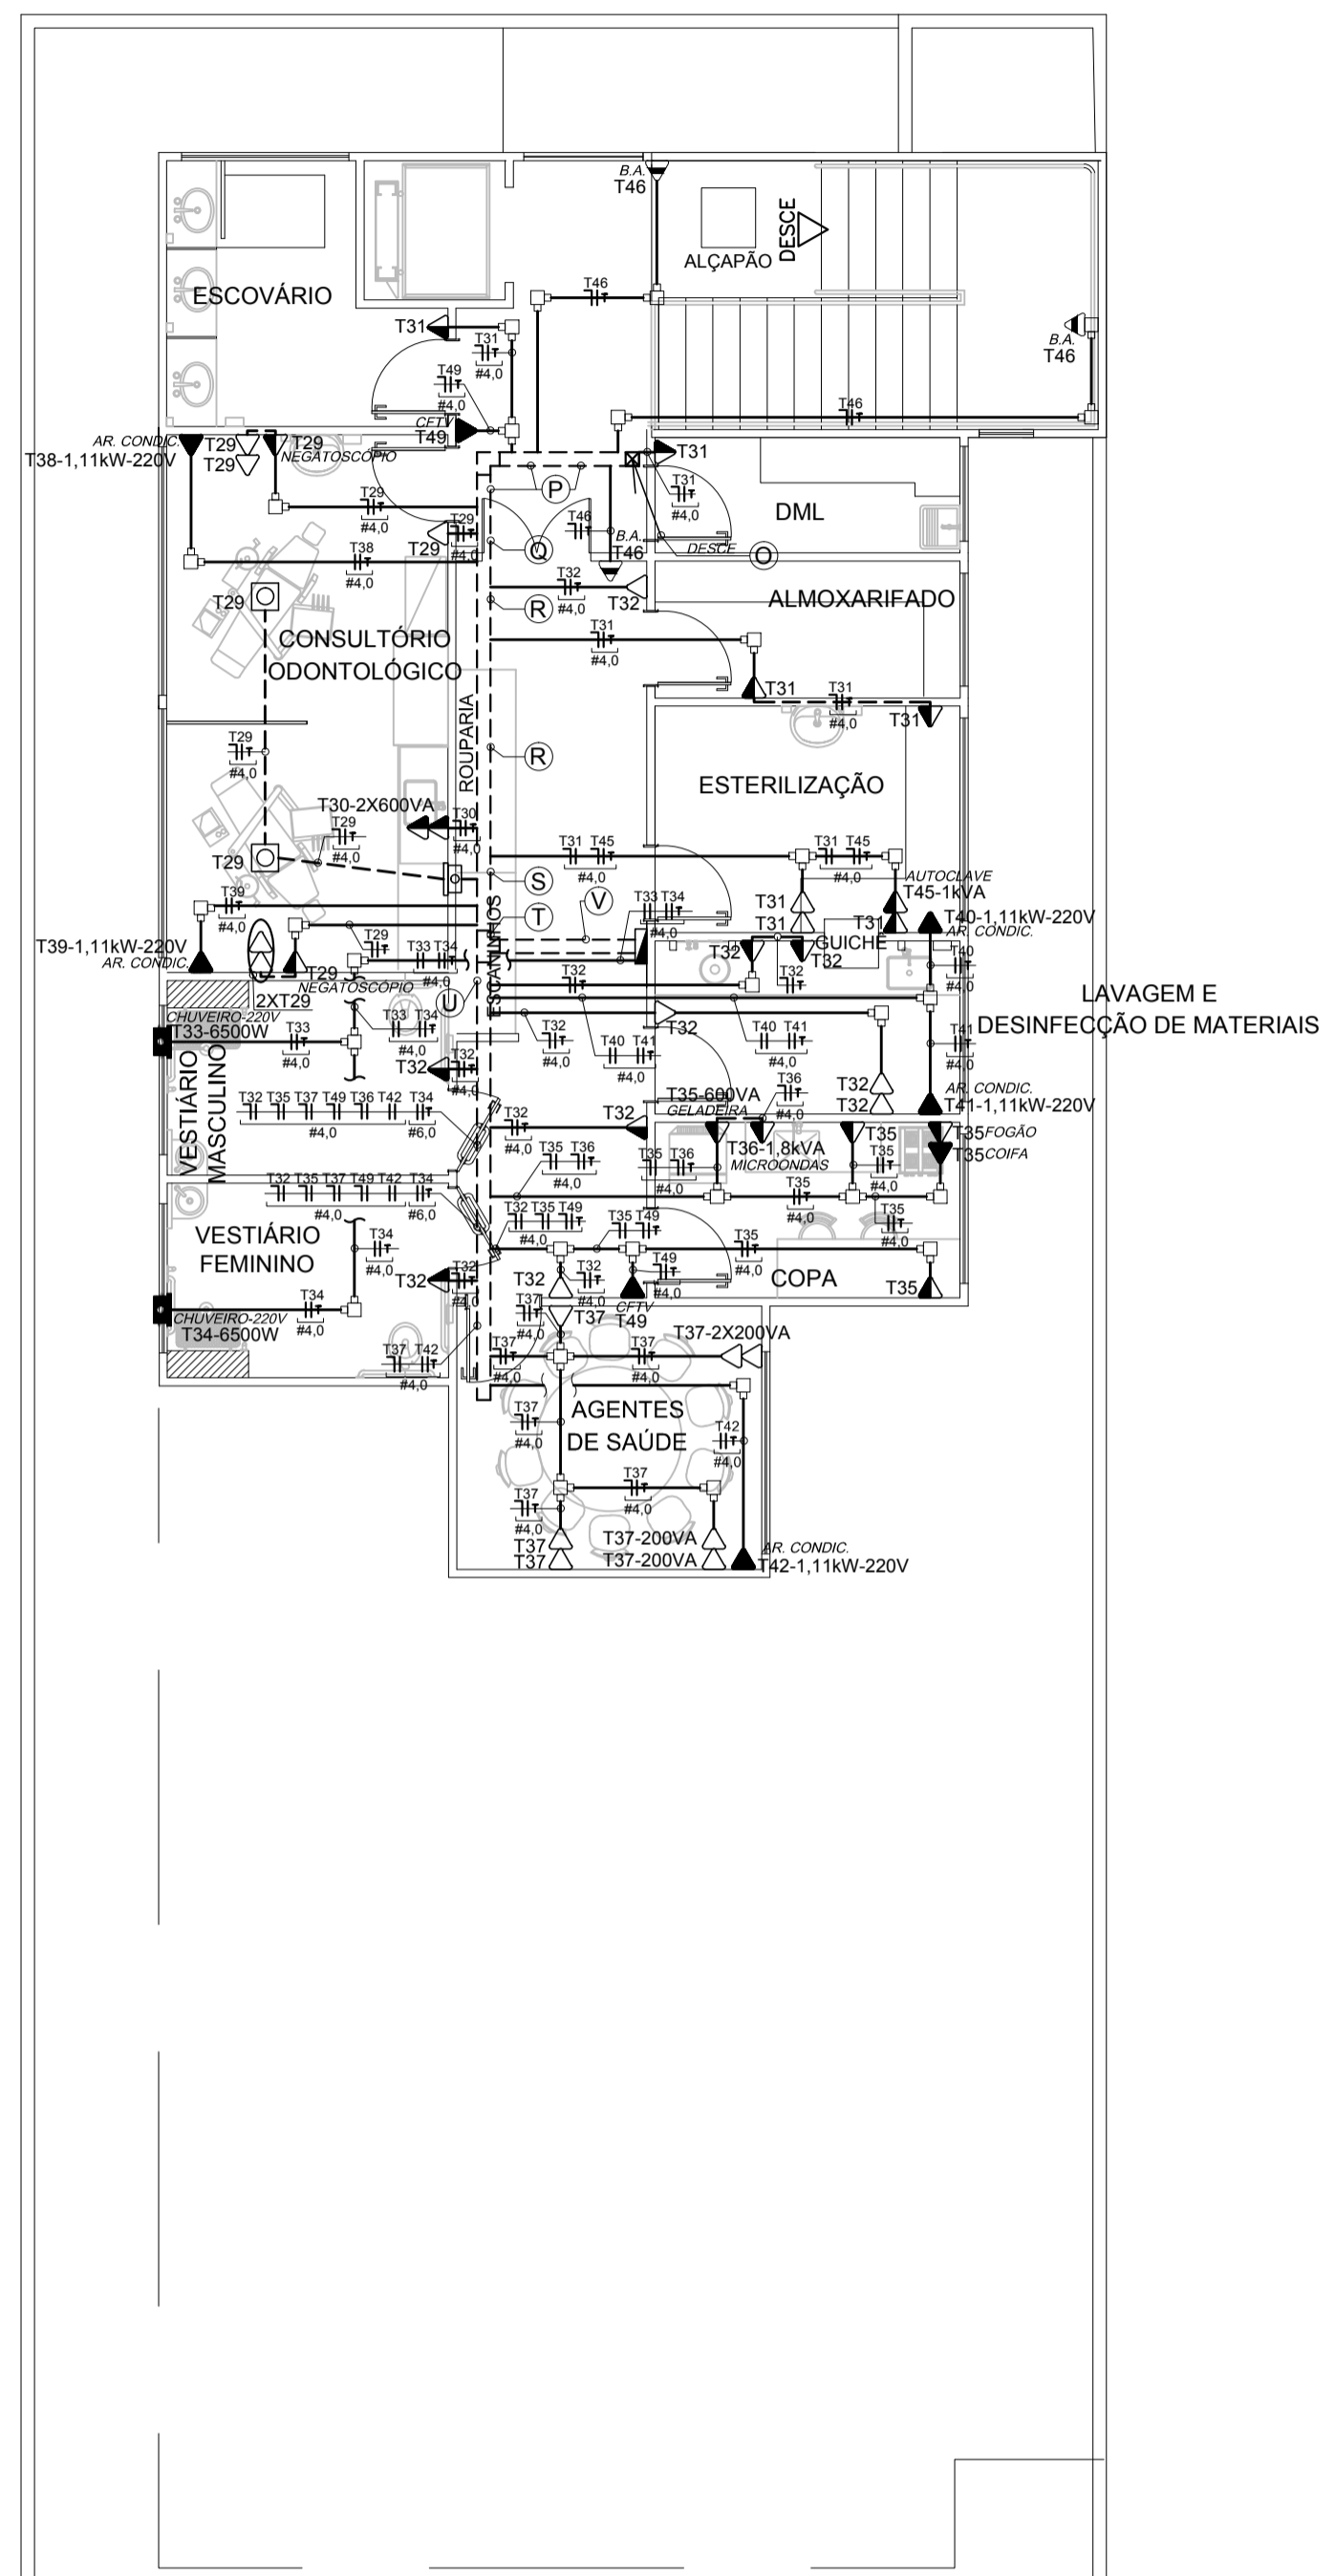 B.A.
T46
DESCE
ALÇAPÃO
T46
ESCOVÁRIO
T31
T31
#4,0
B.A.
T46
T49
#4,0
CFTV
T49
T46
AR. CONDIC.
T38-1,11kW-220V
T29
T29
T29
NEGATOSCÓPIO
T31
T31
#4,0
P
DML
T29
#4,0
T29
#4,0
T29
T46
B.A.
T46
Q
DESCE
O
T38
#4,0
T32
#4,0
T32
T29
R
ALMOXARIFADO
CONSULTÓRIO
ODONTOLÓGICO
T31
#4,0
T31
T31
#4,0
T31
ROUPARIA
T29
#4,0
R
ESTERILIZAÇÃO
T30-2X600VA
T30
#4,0
T29
#4,0
T29
T31 T45
#4,0
T31 T45
#4,0
S
V
T
AUTOCLAVE
T45-1kVA
T31
T31
T31
T33 T34
#4,0
T40-1,11kW-220V
AR. CONDIC.
T39
#4,0
T39-1,11kW-220V
AR. CONDIC.
T29
#4,0
T33 T34
#4,0
T29
NEGATOSCÓPIO
2XT29
ESCANINHOS
U
T32
GUICHÊ
T32
T32
T32
T40
#4,0
LAVAGEM E
DESINFECÇÃO DE MATERIAIS
CHUVEIRO-220V
T33-6500W
T33
#4,0
T33 T34
#4,0
T32
T32
#4,0
T32
#4,0
T32
T40 T41
#4,0
T40 T41
#4,0
T41
#4,0
VESTIÁRIO
MASCULINO
T32
T32
AR. CONDIC.
T41-1,11kW-220V
T36
#4,0
T35-600VA
GELADEIRA
T32 T35 T37 T49 T36 T42 T34
#4,0 #6,0
T32
#4,0
T32
T36-1,8kVA
MICROONDAS
T35
T35 FOGÃO
T35 COIFA
T35 T36
#4,0
T35 T36
#4,0
T35
#4,0
T35
#4,0
T35
#4,0
T32 T35 T37 T49 T42 T34
#4,0 #6,0
VESTIÁRIO
FEMININO
T34
#4,0
T32 T35 T49
#4,0
T35 T49
T35
#4,0
T32
T32
#4,0
T32
T32
#4,0
T49
#4,0
CFTV
T49
COPA
T35
CHUVEIRO-220V
T34-6500W
T34
#4,0
T37
#4,0
T37
T37-2X200VA
T37 T42
#4,0
T37
#4,0
T37
#4,0
AGENTES
DE SAÚDE
T37
#4,0
T42
#4,0
T37
#4,0
T37
#4,0
T37
T37
T37-200VA
T37-200VA
AR. CONDIC.
T42-1,11kW-220V